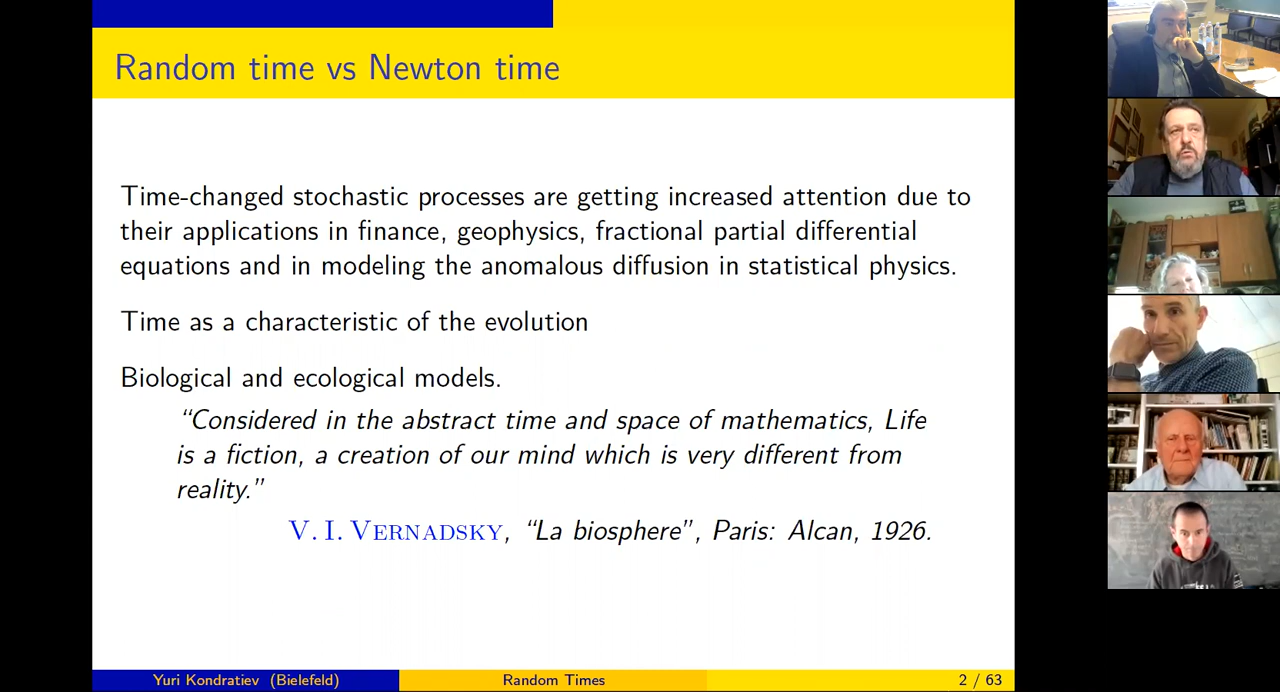 Random time vs Newton time
Time-changed stochastic processes are getting increased attention due to
their applications in finance, geophysics, fractional partial differential
equations and in modeling the anomalous diffusion in statistical physics.
Time as a characteristic of the evolution
Biological and ecological models.
“Considered in the abstract time and space of mathematics, Life
is a fiction, a creation of our mind which is very different from
reality.”
V. I. Vernadsky, “La biosphere”, Paris: Alcan, 1926.
Yuri Kondratiev (Bielefeld)
Random Times
2 / 63